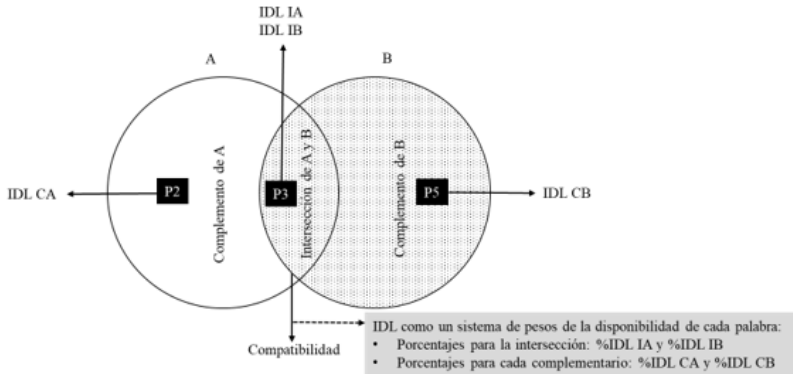 IDL IA
IDL IB
A
B
Complemento de A
Intersección de A y B
Complemento de B
IDL CA
P2
P3
P5
IDL CB
Compatibilidad
IDL como un sistema de pesos de la disponibilidad de cada palabra:
• Porcentajes para la intersección: %IDL IA y %IDL IB
• Porcentajes para cada complementario: %IDL CA y %IDL CB